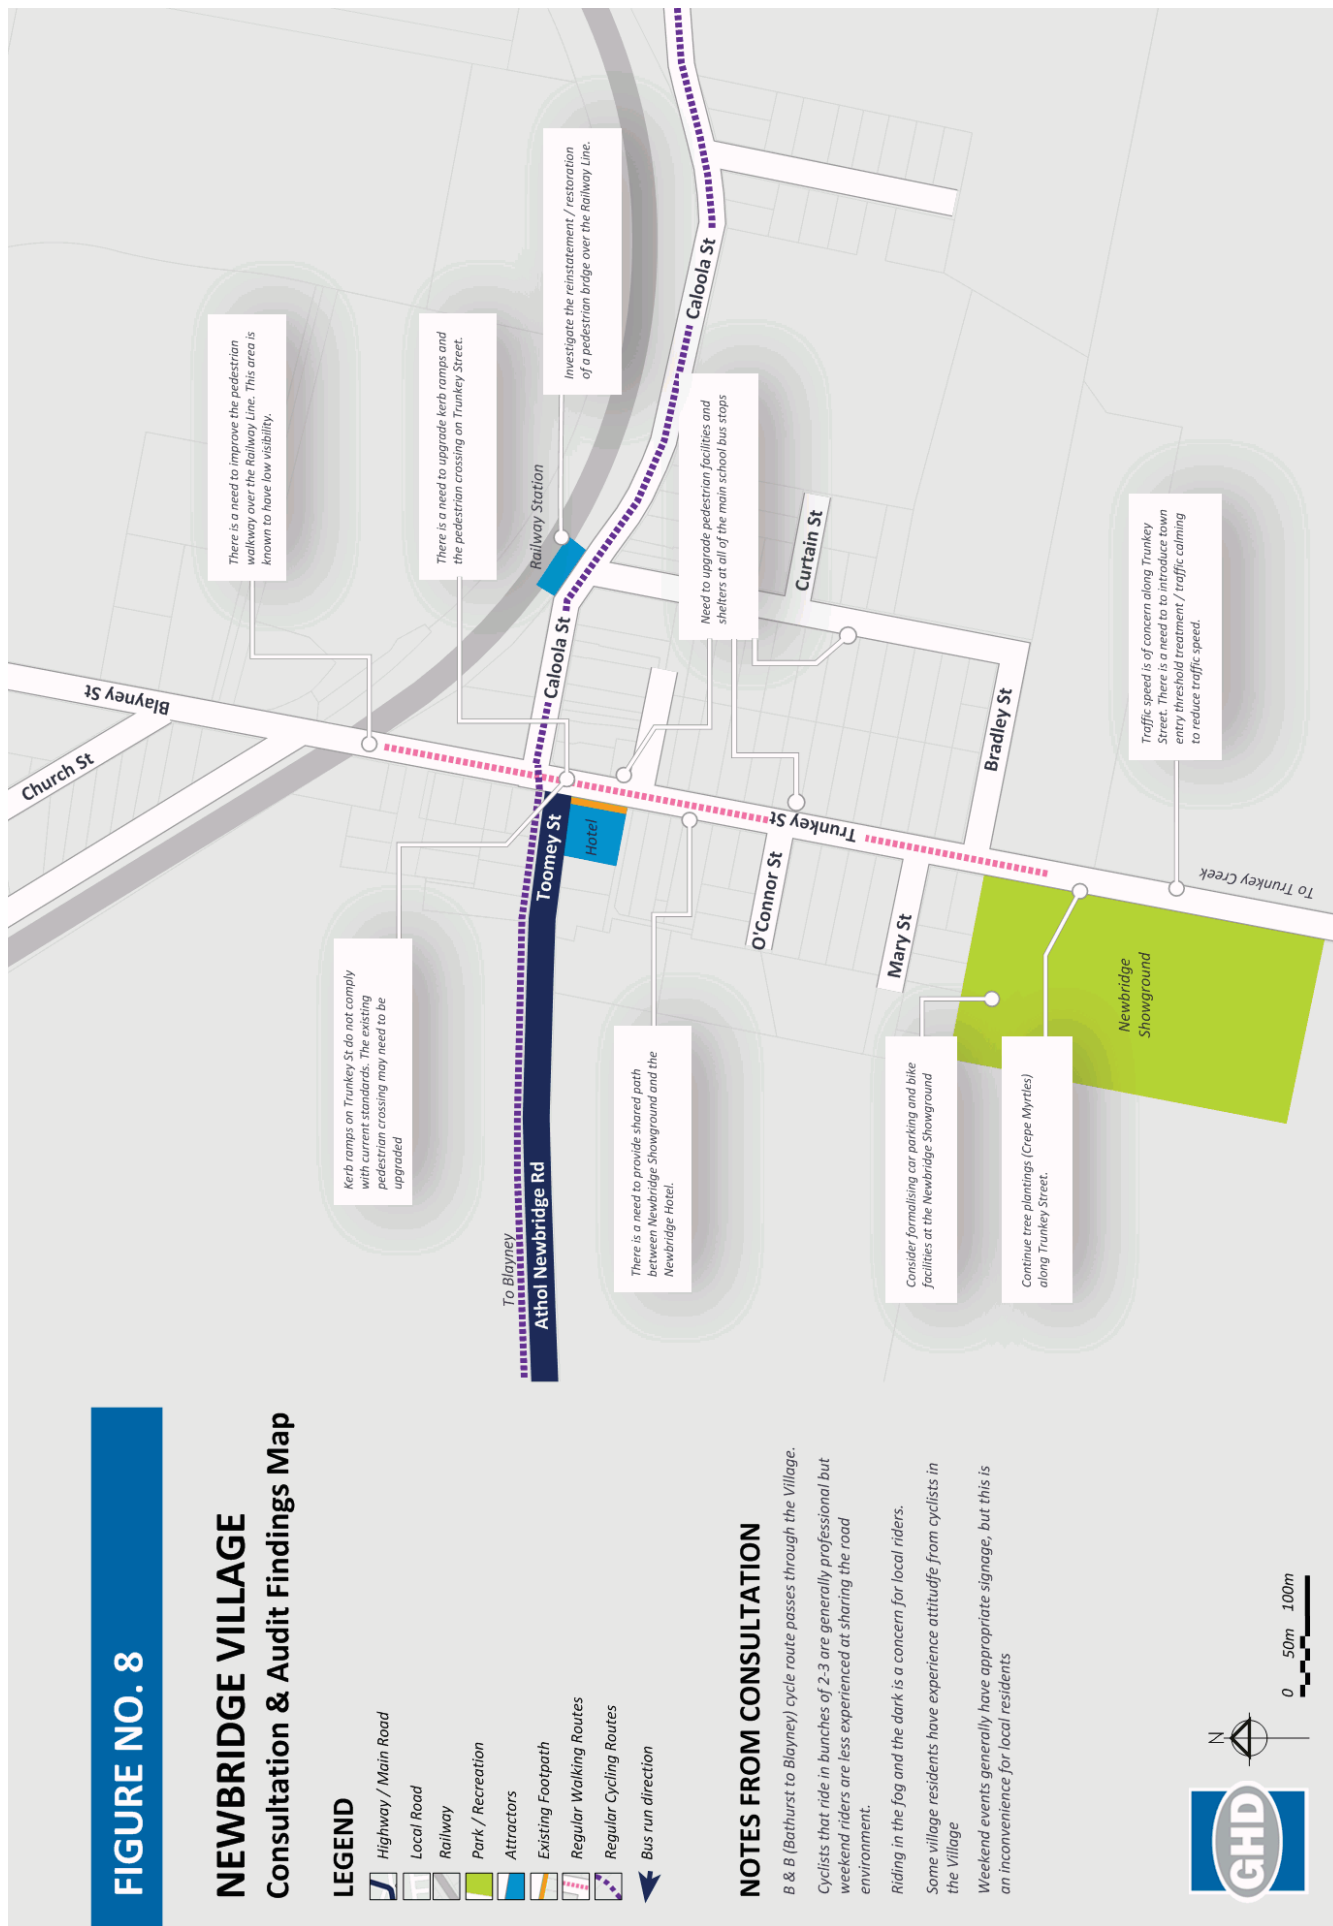 FIGURE NO. 8
NEWBRIDGE VILLAGE
Consultation & Audit Findings Map
LEGEND
Highway / Main Road
Local Road
Railway
Park / Recreation
Attractors
Existing Footpath
Regular Walking Routes
Regular Cycling Routes
Bus run direction
NOTES FROM CONSULTATION
B & B (Bathurst to Blayney) cycle route passes through the Village.
Cyclists that ride in bunches of 2-3 are generally professional but
weekend riders are less experienced at sharing the road
environment.
Riding in the fog and the dark is a concern for local riders.
Some village residents have experience attitudfe from cyclists in
the Village
Weekend events generally have appropriate signage, but this is
an inconvenience for local residents
GHD
N
0 50m 100m
Church St
Blayney St
There is a need to improve the pedestrian
walkway over the Railway Line. This area is
known to have low visibility.
There is a need to upgrade kerb ramps and
the pedestrian crossing on Trunkey Street.
Investigate the reinstatement / restoration
of a pedestrian brdge over the Railway Line.
Railway Station
Caloola St
Caloola St
Kerb ramps on Trunkey St do not comply
with current standards. The existing
pedestrian crossing may need to be
upgraded
To Blayney
Athol Newbridge Rd
Toomey St
Hotel
Need to upgrade pedestrian facilities and
shelters at all of the main school bus stops
Curtain St
There is a need to provide shared path
between Newbridge Showground and the
Newbridge Hotel.
O'Connor St
Trunkey St
Mary St
Bradley St
Consider formalising car parking and bike
facilities at the Newbridge Showground
Continue tree plantings (Crepe Myrtles)
along Trunkey Street.
Newbridge
Showground
Traffic speed is of concern along Trunkey
Street. There is a need to to introduce town
entry threshold treatment / traffic calming
to reduce traffic speed.
To Trunkey Creek